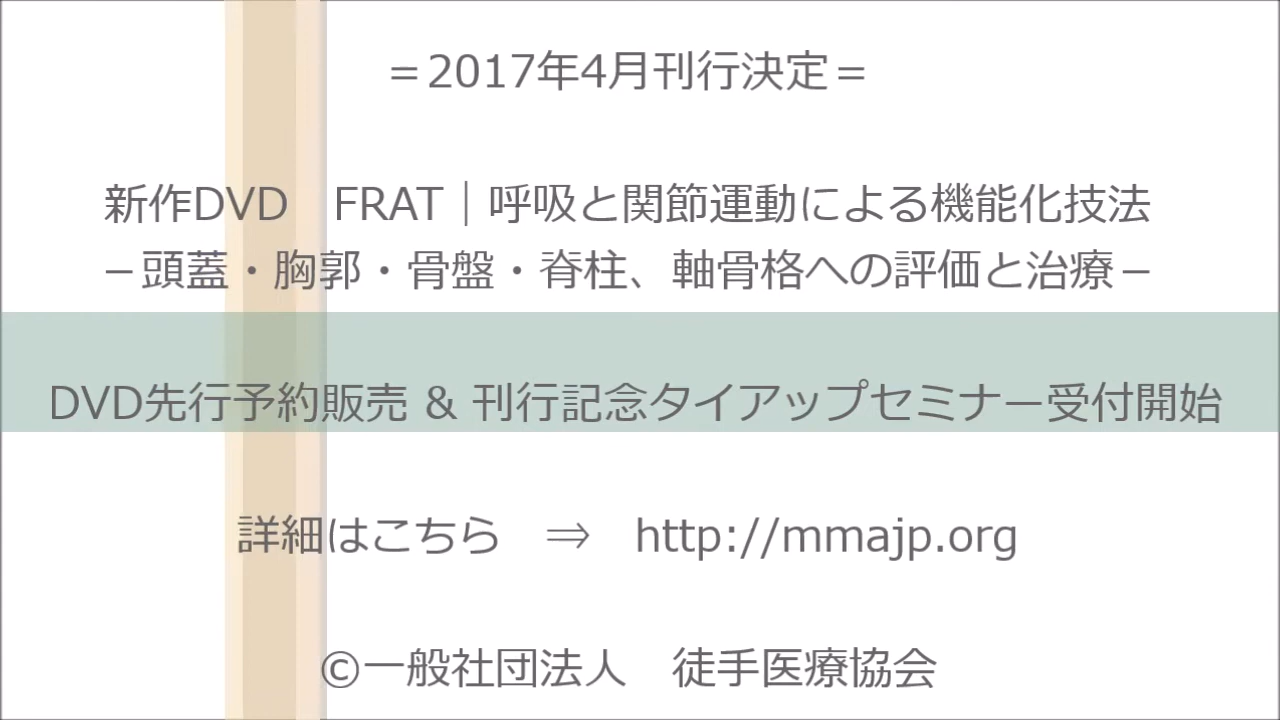 ＝2017年4月刊行決定＝
新作DVD　FRAT｜呼吸と関節運動による機能化技法
－頭蓋・胸郭・骨盤・脊柱、軸骨格への評価と治療－
DVD先行予約販売 & 刊行記念タイアップセミナー受付開始
詳細はこちら　⇒　http://mmajp.org
©一般社団法人　徒手医療協会